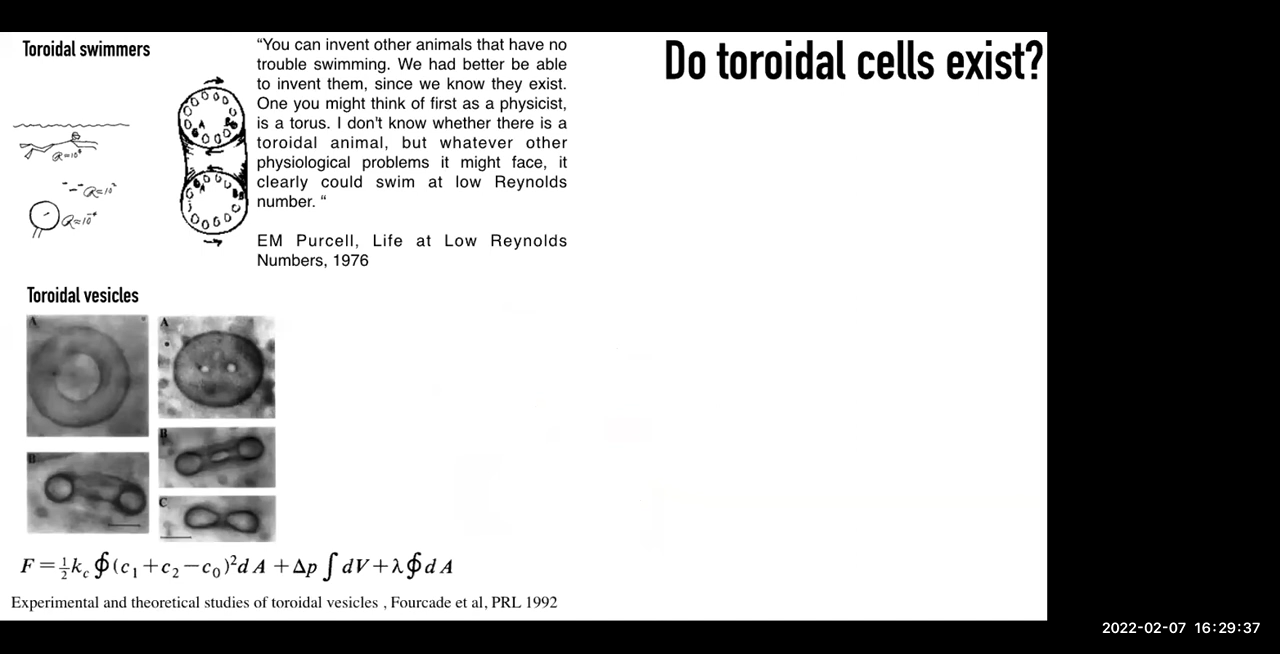 Toroidal swimmers
Do toroidal cells exist?
“You can invent other animals that have no
trouble swimming. We had better be able
to invent them, since we know they exist.
One you might think of first as a physicist,
is a torus. I don't know whether there is a
toroidal animal, but whatever other
physiological problems it might face, it
clearly could swim at low Reynolds
number. “
EM Purcell, Life at Low Reynolds
Numbers, 1976
Toroidal vesicles
A
A
B
B
C
F = ½ k_c ∮ (c₁ + c₂ − c₀)² d A + Δp ∫ dV + λ ∮ d A
Experimental and theoretical studies of toroidal vesicles , Fourcade et al, PRL 1992
2022-02-07 16:29:37